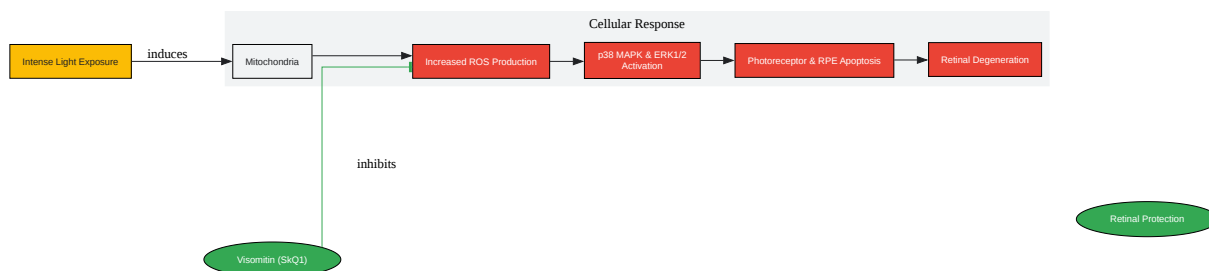 Cellular Response
Intense Light Exposure
induces
Mitochondria
Increased ROS Production
p38 MAPK & ERK1/2
Activation
Photoreceptor & RPE Apoptosis
Retinal Degeneration
inhibits
Retinal Protection
Visomitin (SkQ1)